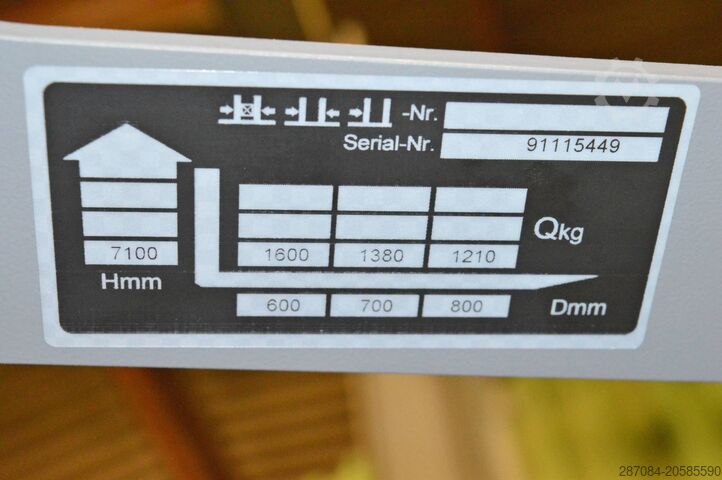 -Nr.
Serial-Nr. 91115449
7100 1600 1380 1210 Qkg
Hmm
600 700 800 Dmm
287084-20585590